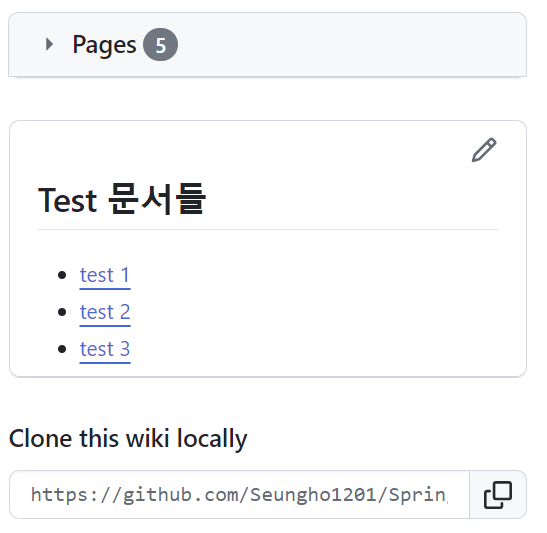 Pages 5
Test 문서들
test 1
test 2
test 3
Clone this wiki locally
https://github.com/Seungho1201/Sprin